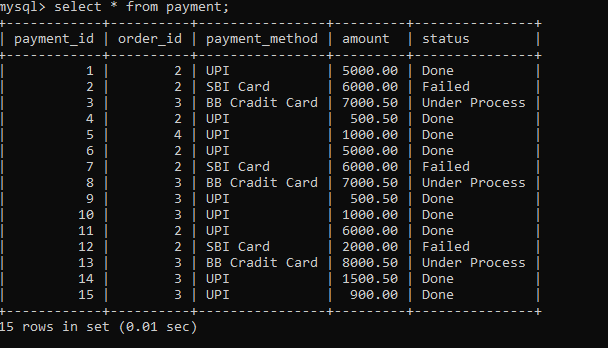 mysql> select * from payment;
+------------+----------+----------------+---------+---------------+
| payment_id | order_id | payment_method | amount | status |
+------------+----------+----------------+---------+---------------+
| 1 | 2 | UPI | 5000.00 | Done |
| 2 | 2 | SBI Card | 6000.00 | Failed |
| 3 | 3 | BB Cradit Card | 7000.50 | Under Process |
| 4 | 2 | UPI | 500.50 | Done |
| 5 | 4 | UPI | 1000.00 | Done |
| 6 | 2 | UPI | 5000.00 | Done |
| 7 | 2 | SBI Card | 6000.00 | Failed |
| 8 | 3 | BB Cradit Card | 7000.50 | Under Process |
| 9 | 3 | UPI | 500.50 | Done |
| 10 | 3 | UPI | 1000.00 | Done |
| 11 | 2 | UPI | 6000.00 | Done |
| 12 | 2 | SBI Card | 2000.00 | Failed |
| 13 | 3 | BB Cradit Card | 8000.50 | Under Process |
| 14 | 3 | UPI | 1500.50 | Done |
| 15 | 3 | UPI | 900.00 | Done |
+------------+----------+----------------+---------+---------------+
15 rows in set (0.01 sec)